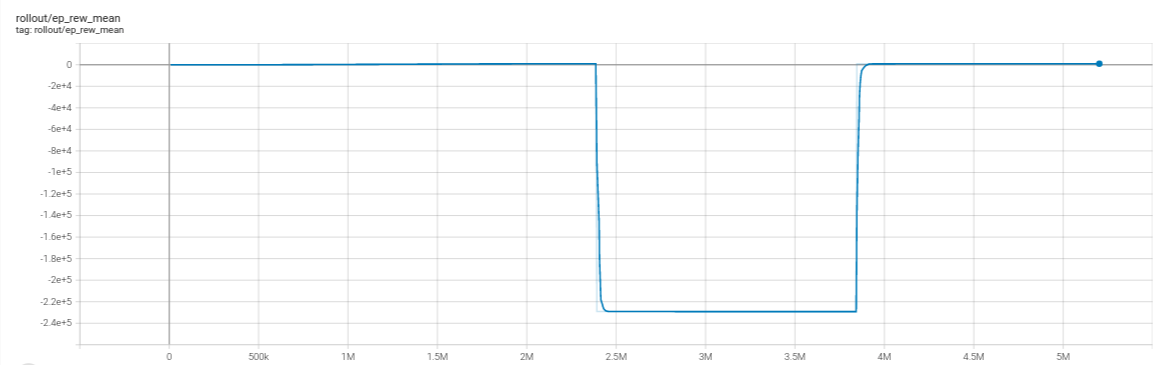 rollout/ep_rew_mean
tag: rollout/ep_rew_mean
0
-2e+4
-4e+4
-6e+4
-8e+4
-1e+5
-1.2e+5
-1.4e+5
-1.6e+5
-1.8e+5
-2e+5
-2.2e+5
-2.4e+5
0 500k 1M 1.5M 2M 2.5M 3M 3.5M 4M 4.5M 5M